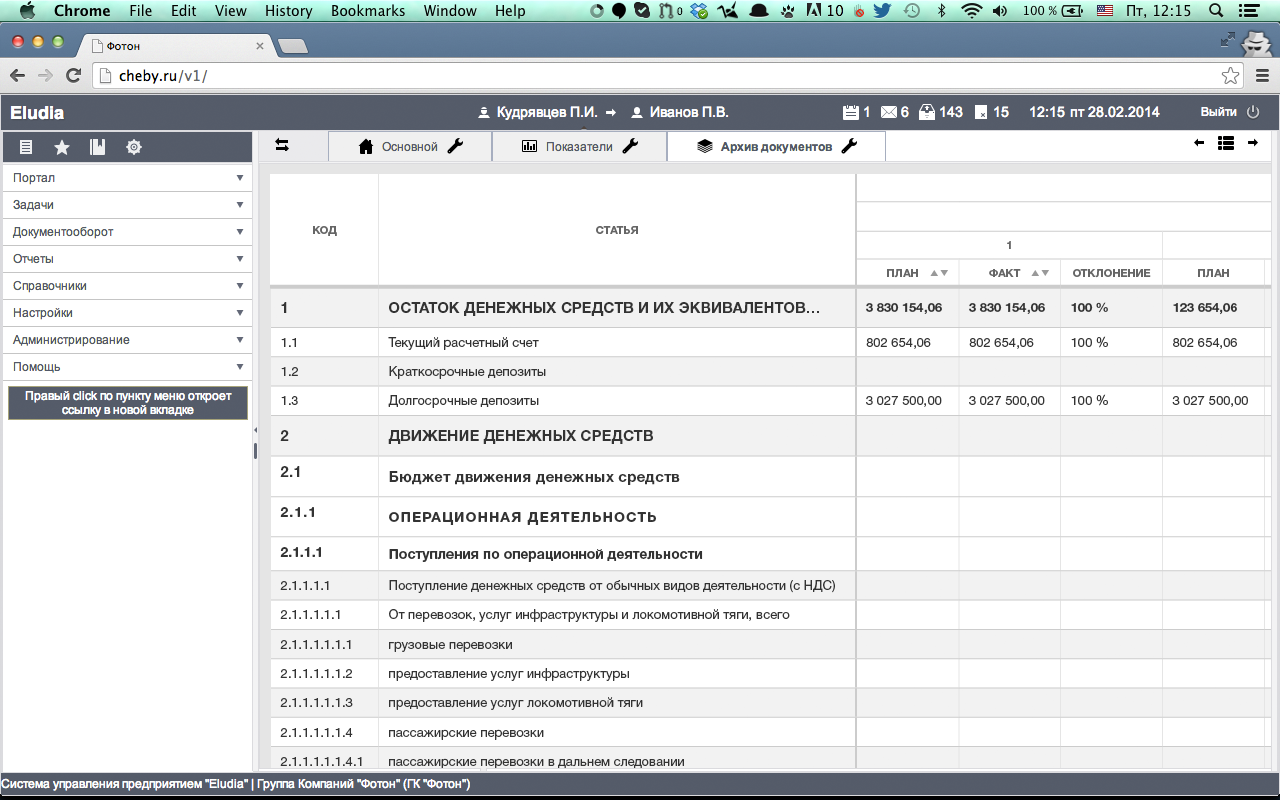 Chrome File Edit View History Bookmarks Window Help 0 10 100 % Пт, 12:15
Фотон
cheby.ru/v1/
Eludia Кудрявцев П.И. → Иванов П.В. 1 6 143 15 12:15 пт 28.02.2014 Выйти
Основной Показатели Архив документов
Портал
Задачи
Документооборот
Отчеты
Справочники
Настройки
Администрирование
Помощь
Правый click по пункту меню откроет
ссылку в новой вкладке
КОД СТАТЬЯ
1
ПЛАН ФАКТ ОТКЛОНЕНИЕ ПЛАН
1 ОСТАТОК ДЕНЕЖНЫХ СРЕДСТВ И ИХ ЭКВИВАЛЕНТОВ... 3 830 154,06 3 830 154,06 100 % 123 654,06
1.1 Текущий расчетный счет 802 654,06 802 654,06 100 % 802 654,06
1.2 Краткосрочные депозиты
1.3 Долгосрочные депозиты 3 027 500,00 3 027 500,00 100 % 3 027 500,00
2 ДВИЖЕНИЕ ДЕНЕЖНЫХ СРЕДСТВ
2.1 Бюджет движения денежных средств
2.1.1 ОПЕРАЦИОННАЯ ДЕЯТЕЛЬНОСТЬ
2.1.1.1 Поступления по операционной деятельности
2.1.1.1.1 Поступление денежных средств от обычных видов деятельности (с НДС)
2.1.1.1.1.1 От перевозок, услуг инфраструктуры и локомотивной тяги, всего
2.1.1.1.1.1.1 грузовые перевозки
2.1.1.1.1.1.2 предоставление услуг инфраструктуры
2.1.1.1.1.1.3 предоставление услуг локомотивной тяги
2.1.1.1.1.1.4 пассажирские перевозки
2.1.1.1.1.1.4.1 пассажирские перевозки в дальнем следовании
Система управления предприятием "Eludia" | Группа Компаний "Фотон" (ГК "Фотон")